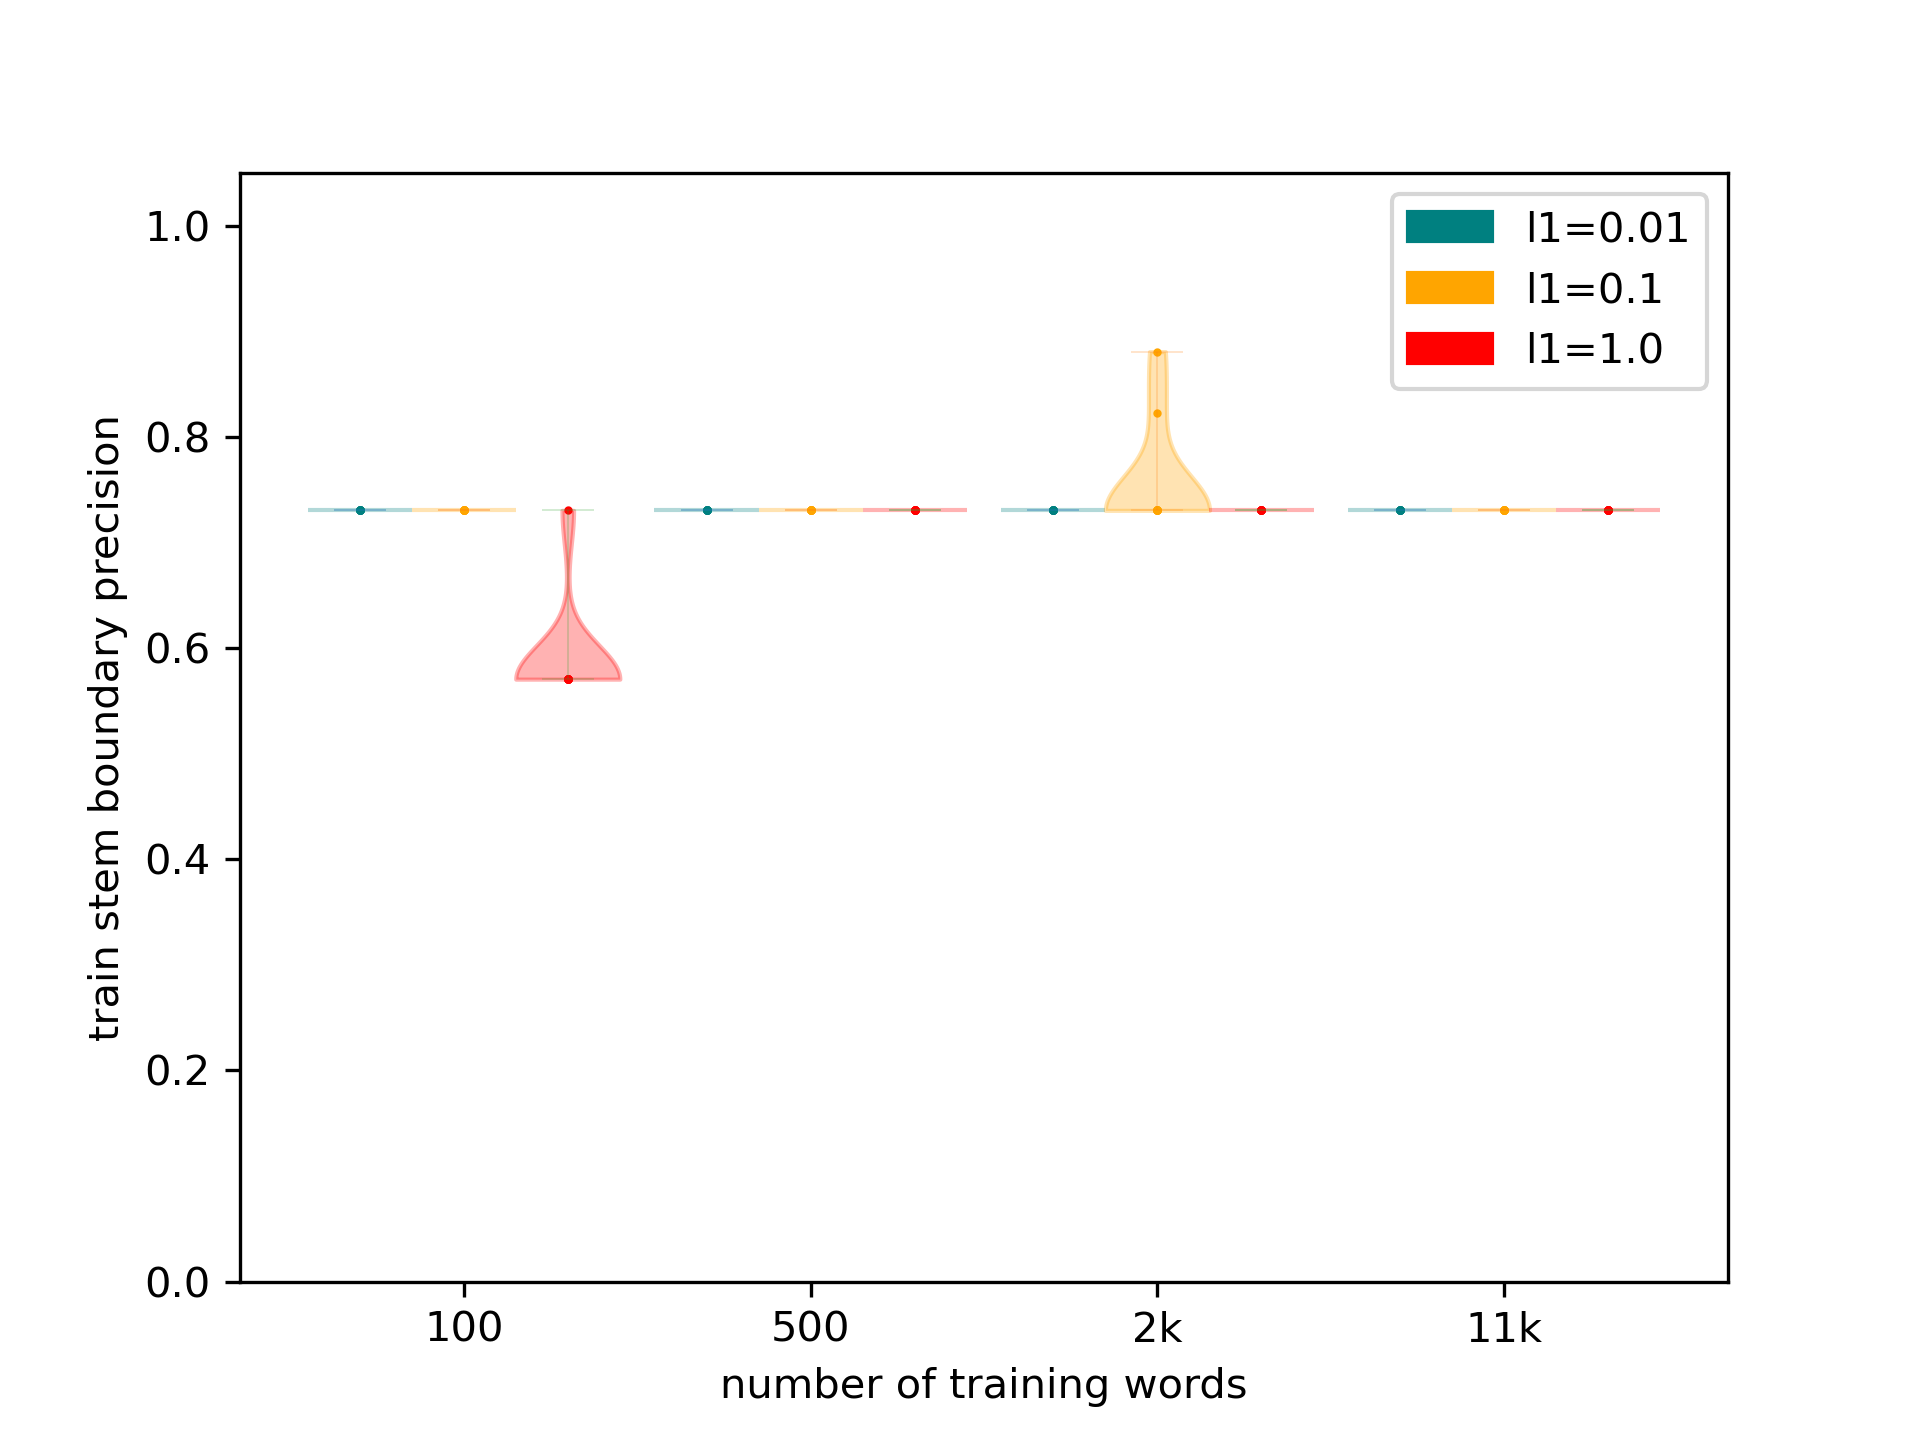 l1=0.01
l1=0.1
l1=1.0
1.0
0.8
0.6
0.4
0.2
0.0
train stem boundary precision
100 500 2k 11k
number of training words